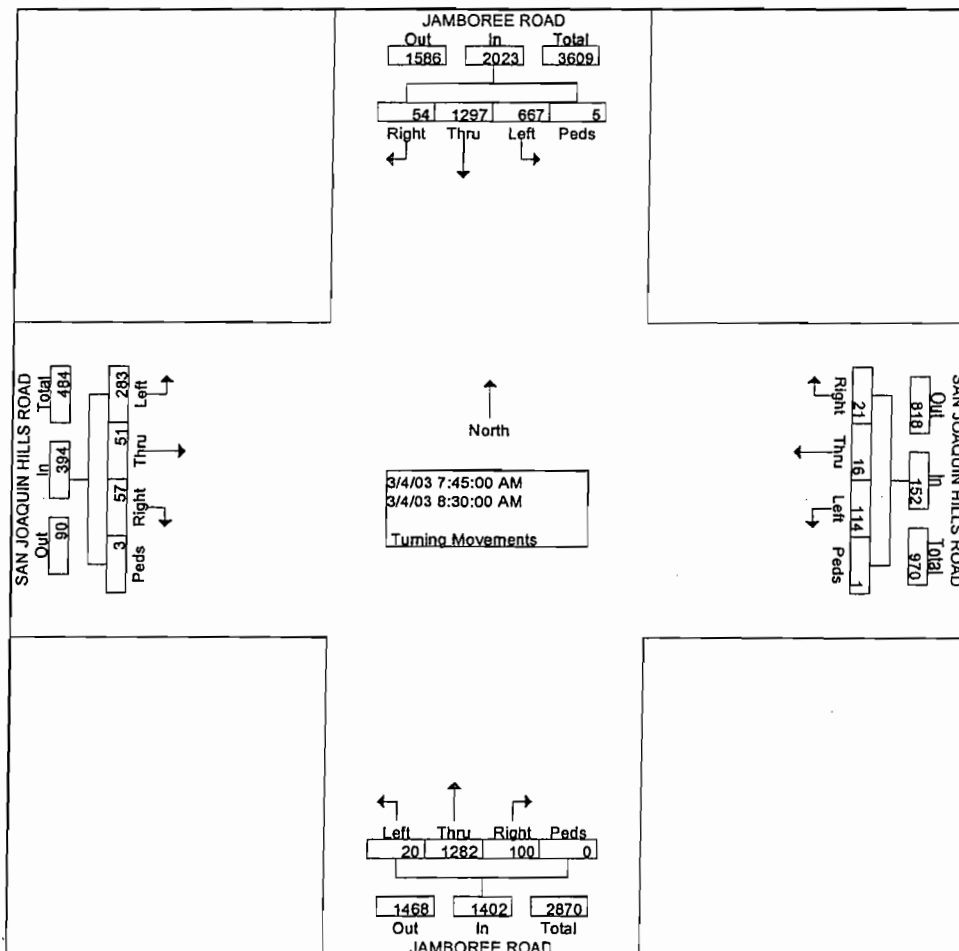 JAMBOREE ROAD
Out In Total
1586 2023 3609
54 1297 667 5
Right Thru Left Peds
SAN JOAQUIN HILLS ROAD
Total In Out
484 394 90
283 51 57 3
Left Thru Right Peds
North
3/4/03 7:45:00 AM
3/4/03 8:30:00 AM
Turning Movements
Right Thru Left Peds
21 16 114 1
818 152 970
Out In Total
SAN JOAQUIN HILLS ROAD
Left Thru Right Peds
20 1282 100 0
1468 1402 2870
Out In Total
JAMBOREE ROAD